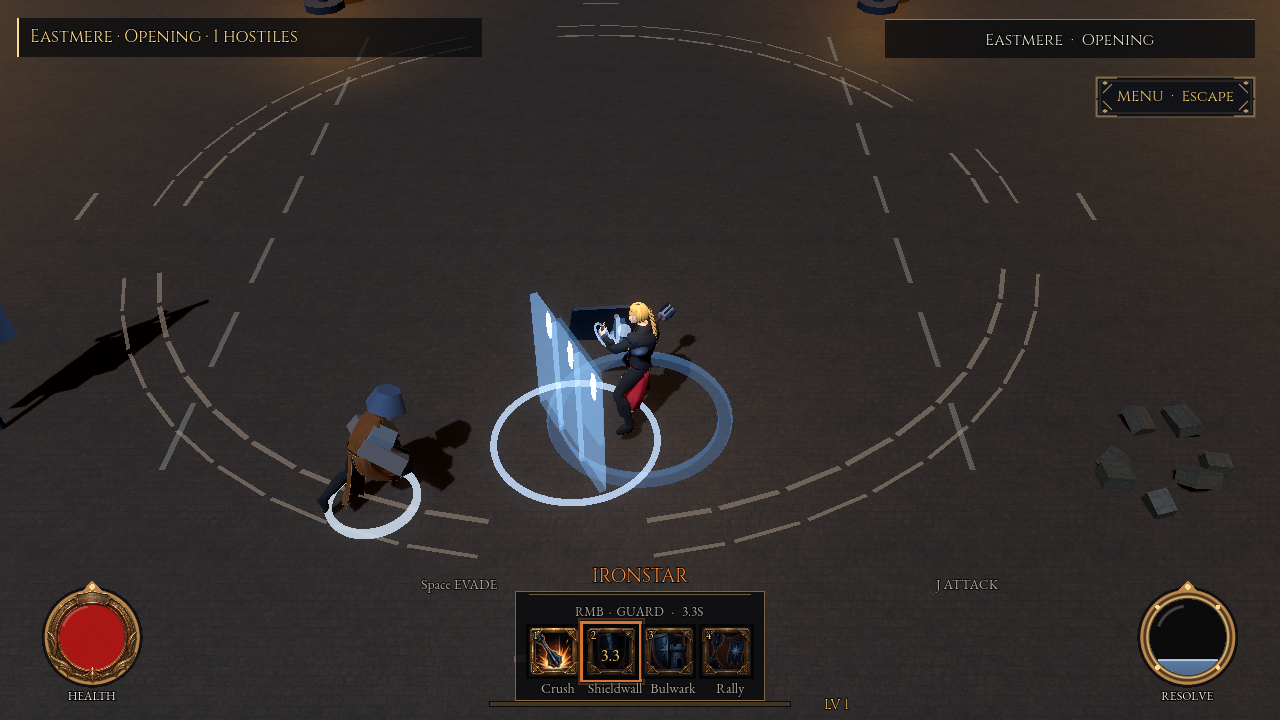 Eastmere · Opening · 1 hostiles
Eastmere · Opening
MENU · Escape
Space EVADE
IRONSTAR
J ATTACK
RMB · GUARD · 3.3S
1 2 3 4
3.3
Crush Shieldwall Bulwark Rally
HEALTH
RESOLVE
LV 1